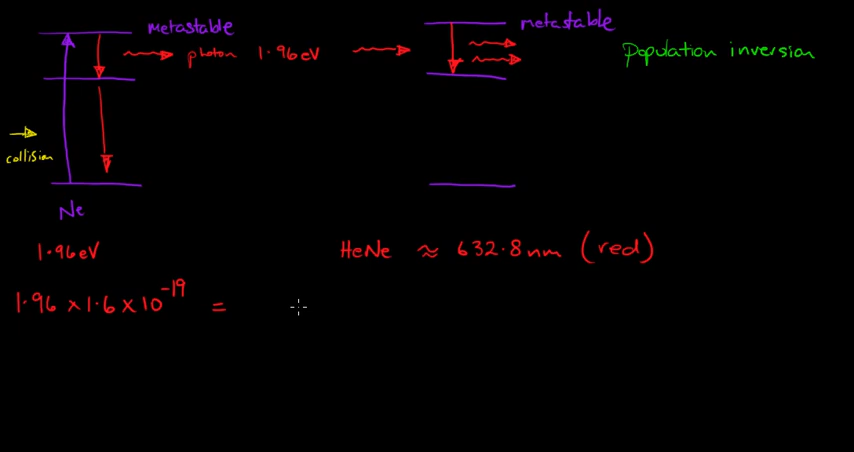 metastable
photon 1.96eV
metastable
Population inversion
collision
Ne
1.96eV
HeNe ≈ 632.8nm (red)
1.96 × 1.6 × 10⁻¹⁹ =